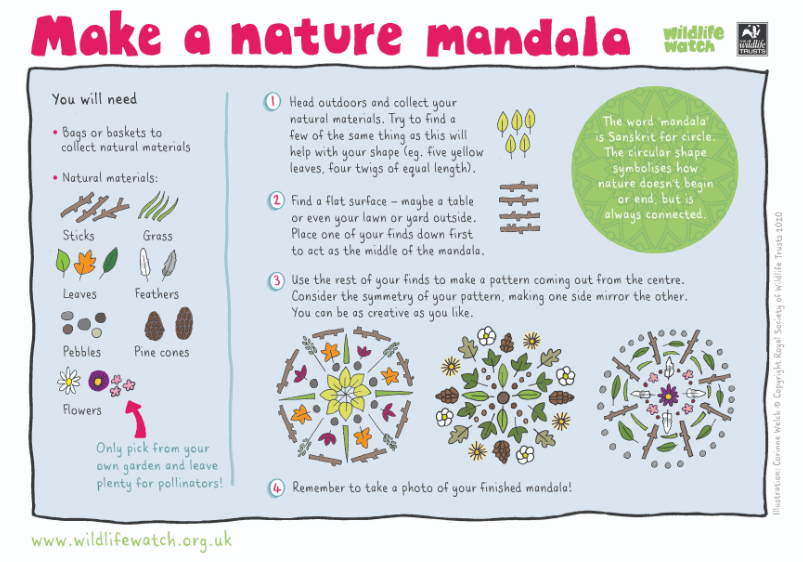 Make a nature mandala
wildlife
watch
THE
wildlife
TRUSTS
You will need
• Bags or baskets to
collect natural materials
• Natural materials:
Sticks
Grass
Leaves
Feathers
Pebbles
Pine cones
Flowers
Only pick from your
own garden and leave
plenty for pollinators!
1 Head outdoors and collect your
natural materials. Try to find a
few of the same thing as this will
help with your shape (eg. five yellow
leaves, four twigs of equal length).
2 Find a flat surface – maybe a table
or even your lawn or yard outside.
Place one of your finds down first
to act as the middle of the mandala.
The word 'mandala'
is Sanskrit for circle.
The circular shape
symbolises how
nature doesn't begin
or end, but is
always connected.
3 Use the rest of your finds to make a pattern coming out from the centre.
Consider the symmetry of your pattern, making one side mirror the other.
You can be as creative as you like.
4 Remember to take a photo of your finished mandala!
Illustration: Corinne Welch © Copyright Royal Society of Wildlife Trusts 2010
www.wildlifewatch.org.uk